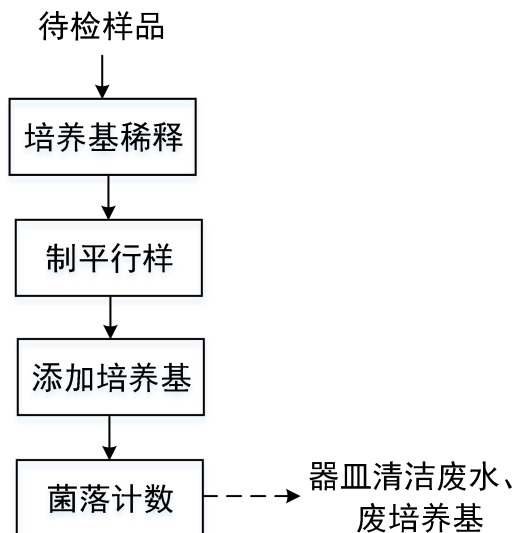 待检样品
培养基稀释
制平行样
添加培养基
菌落计数
器皿清洁废水、
废培养基